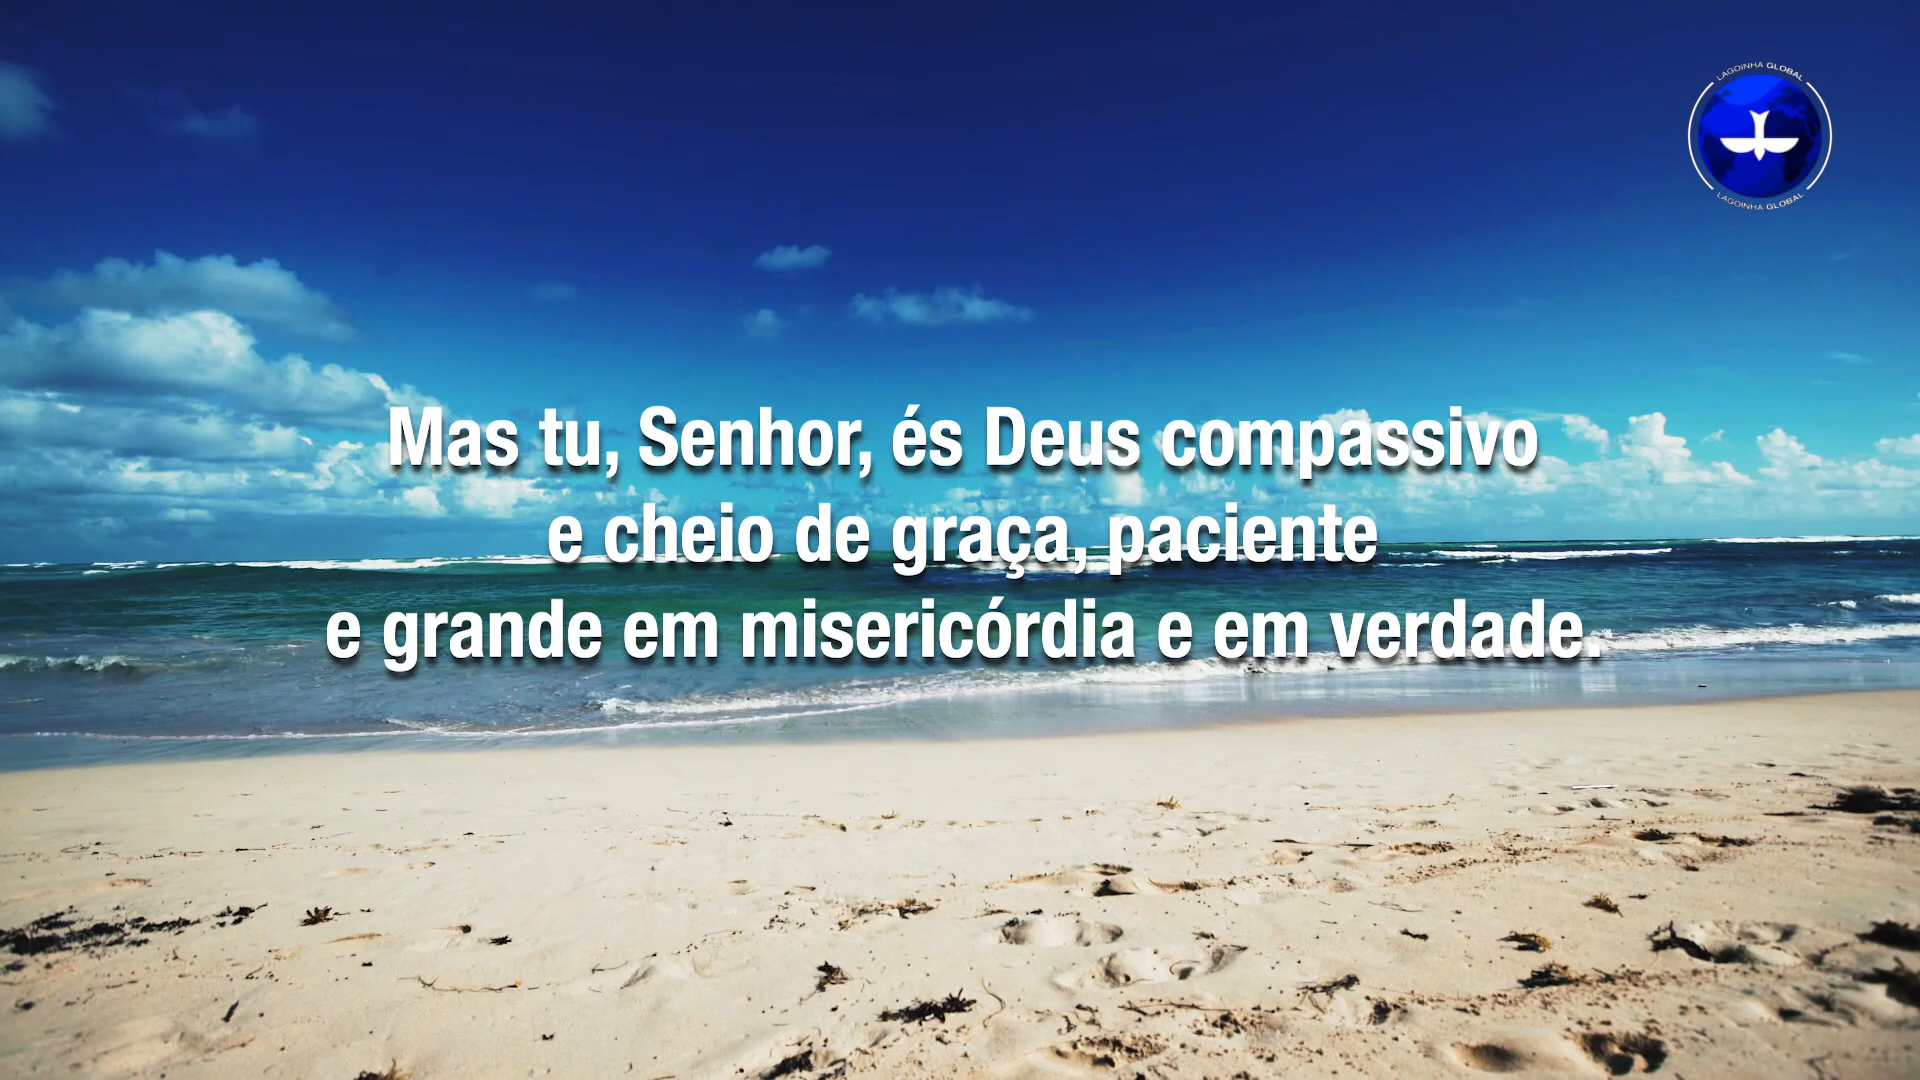 LAGOINHA GLOBAL
LAGOINHA GLOBAL
Mas tu, Senhor, és Deus compassivo
e cheio de graça, paciente
e grande em misericórdia e em verdade.